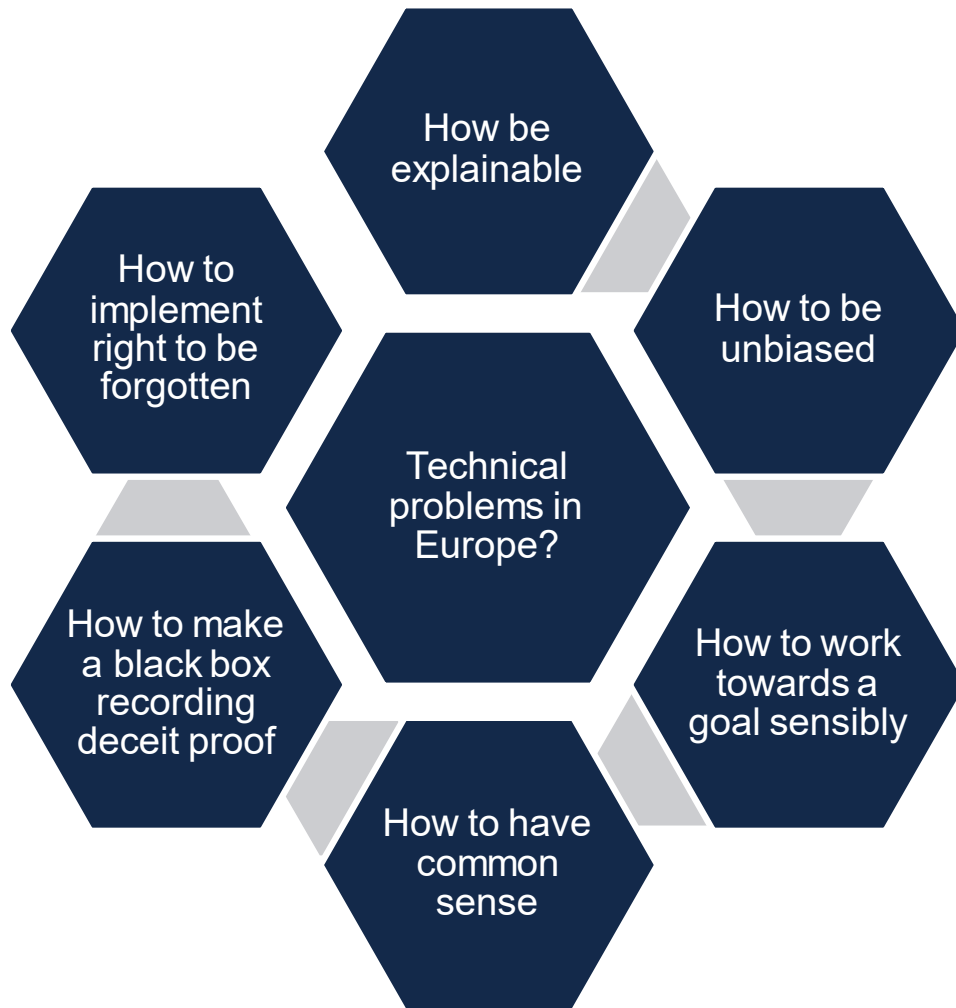 How be
explainable
How to be
unbiased
How to work
towards a
goal sensibly
How to have
common
sense
How to make
a black box
recording
deceit proof
How to
implement
right to be
forgotten
Technical
problems in
Europe?